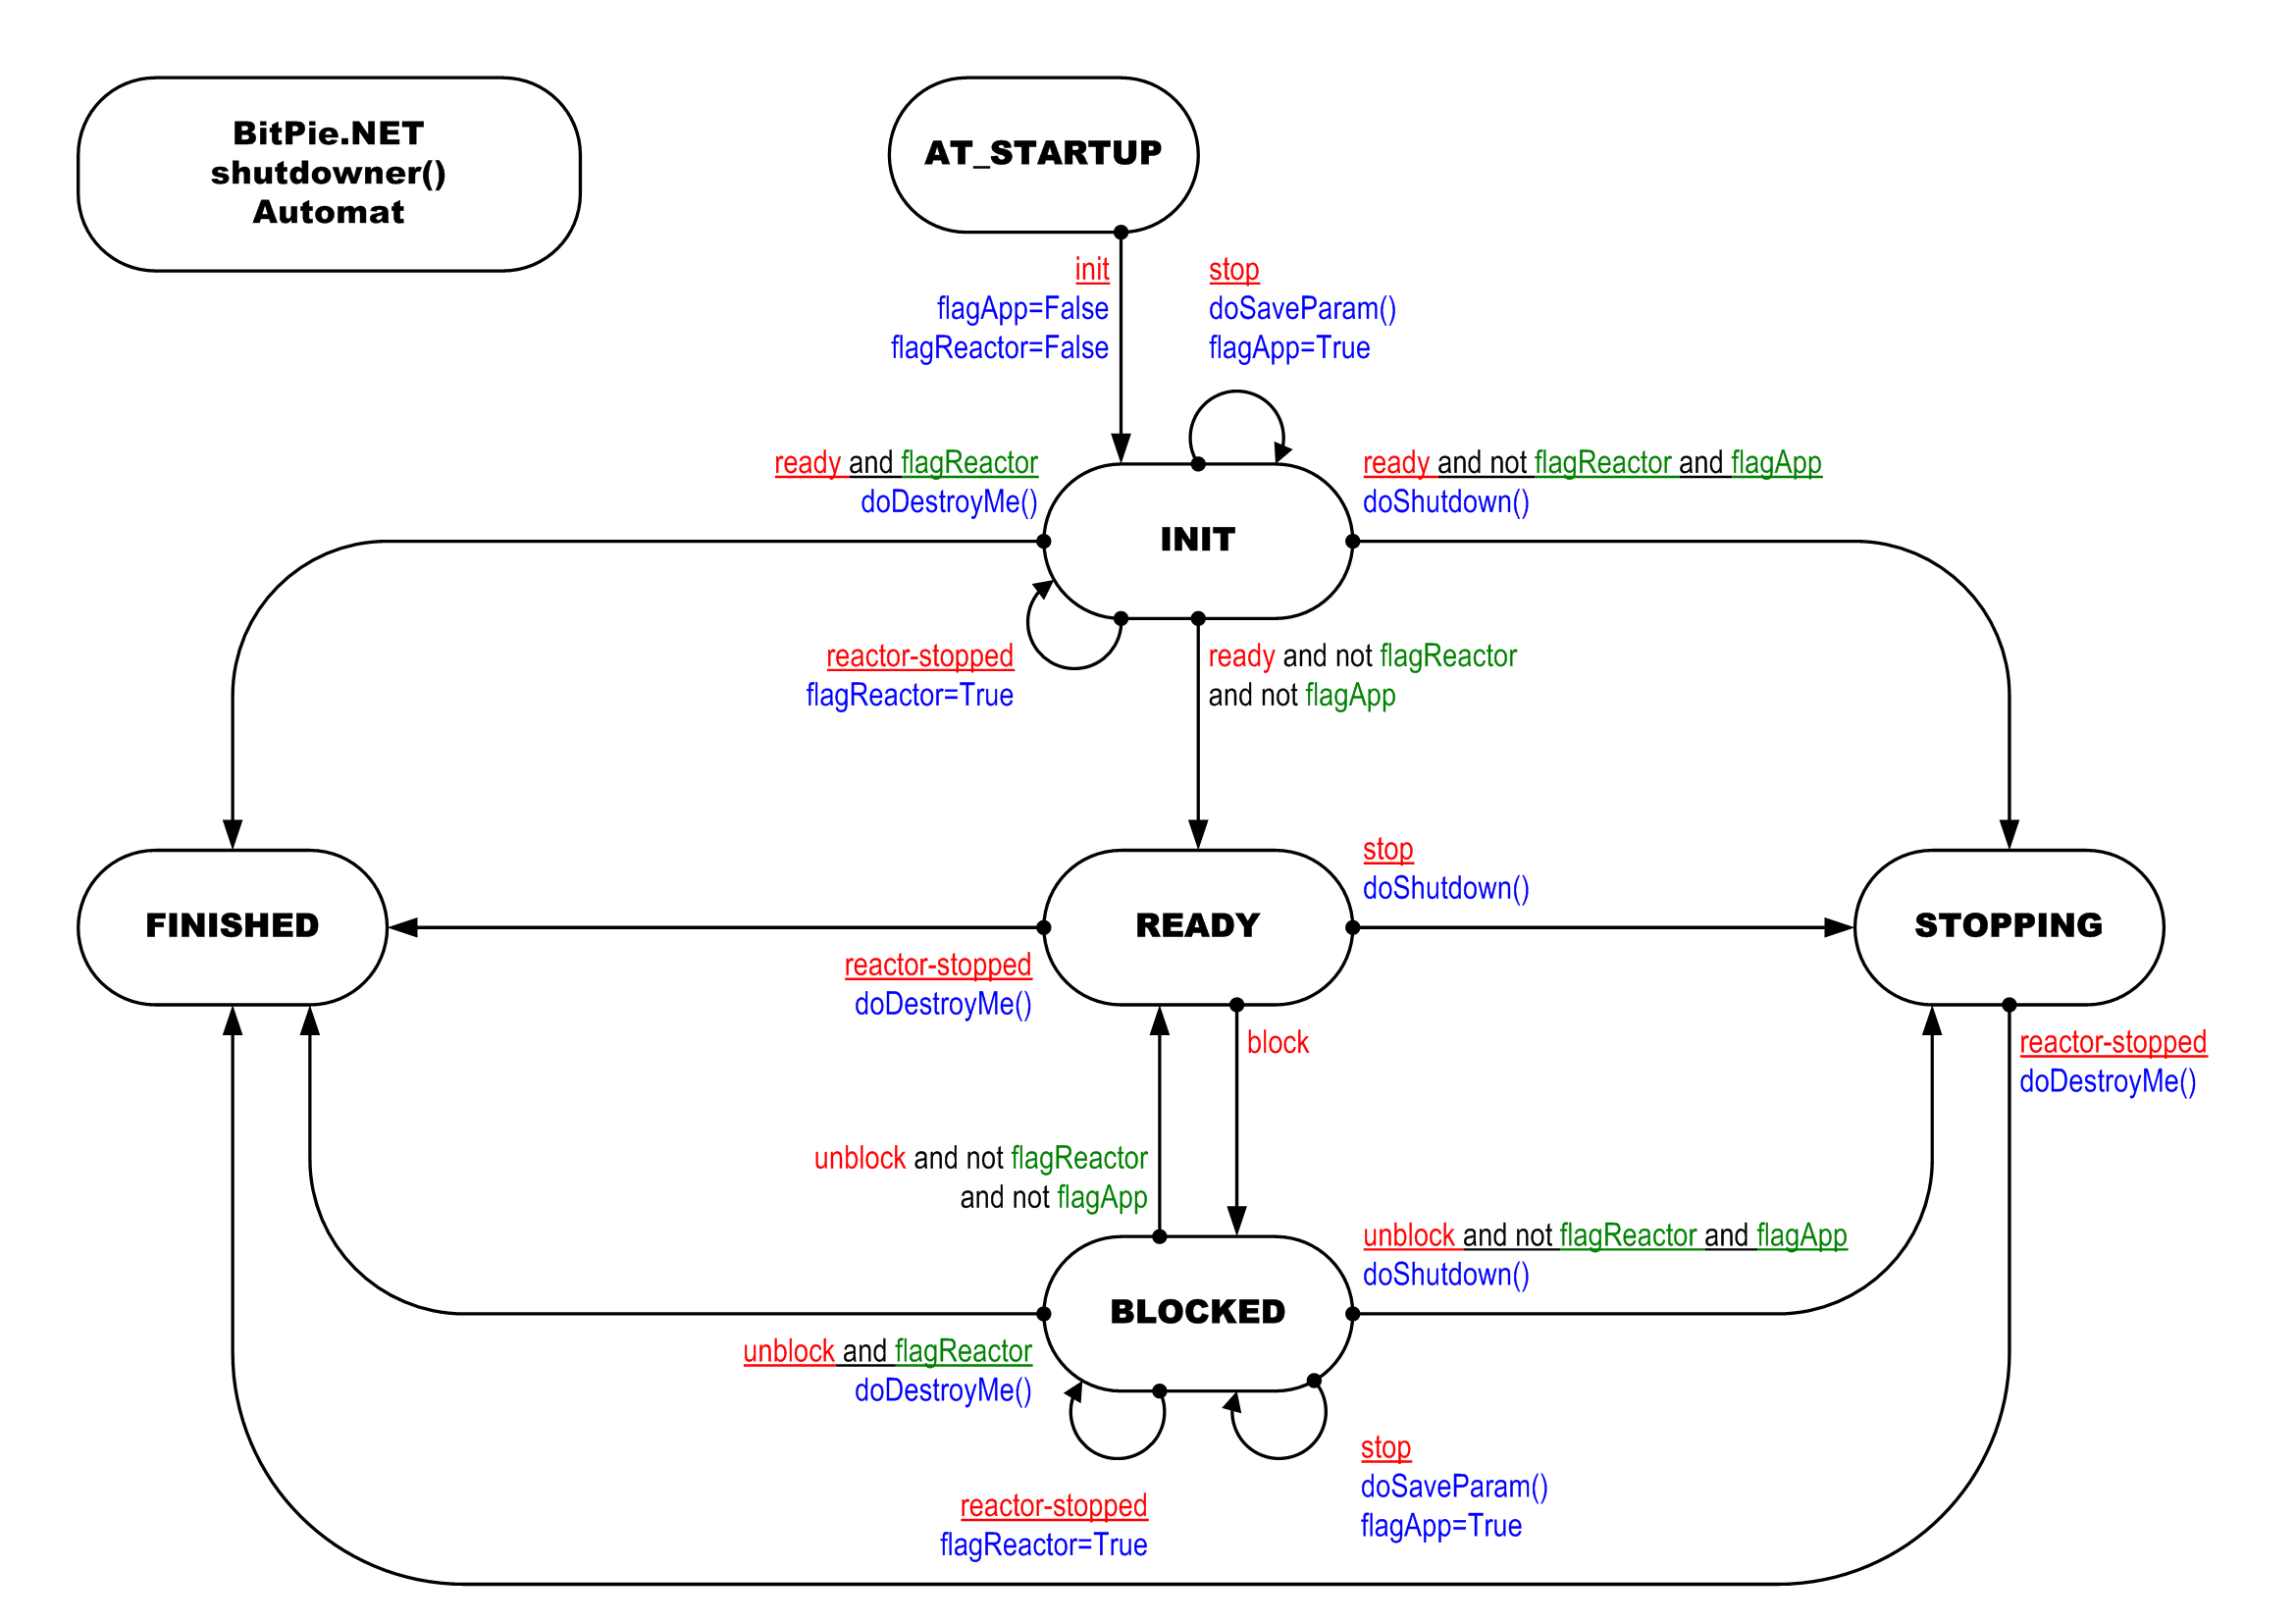 BitPie.NET
shutdowner()
Automat
AT_STARTUP
init
flagApp=False
flagReactor=False
stop
doSaveParam()
flagApp=True
ready and flagReactor
doDestroyMe()
ready and not flagReactor and flagApp
doShutdown()
INIT
reactor-stopped
flagReactor=True
ready and not flagReactor
and not flagApp
FINISHED
READY
stop
doShutdown()
STOPPING
reactor-stopped
doDestroyMe()
block
reactor-stopped
doDestroyMe()
unblock and not flagReactor
and not flagApp
unblock and not flagReactor and flagApp
doShutdown()
BLOCKED
unblock and flagReactor
doDestroyMe()
reactor-stopped
flagReactor=True
stop
doSaveParam()
flagApp=True